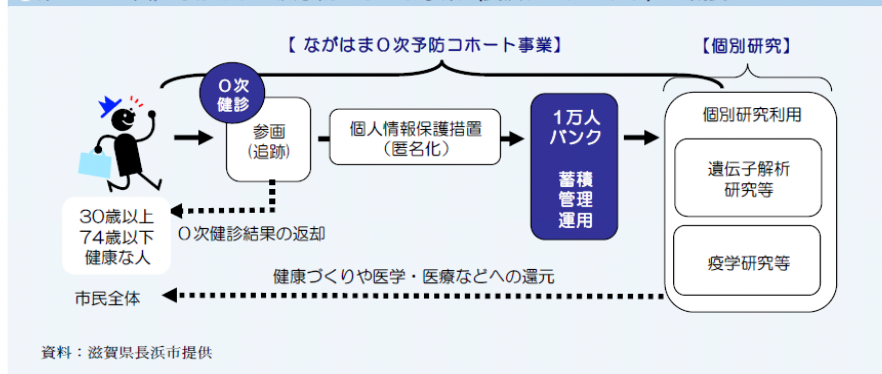 【 ながはま0次予防コホート事業】
【個別研究】
0次
健診
参画
(追跡)
個人情報保護措置
(匿名化)
1万人
バンク
蓄積
管理
運用
個別研究利用
遺伝子解析
研究等
疫学研究等
30歳以上
74歳以下
健康な人
0次健診結果の返却
健康づくりや医学・医療などへの還元
市民全体
資料:滋賀県長浜市提供